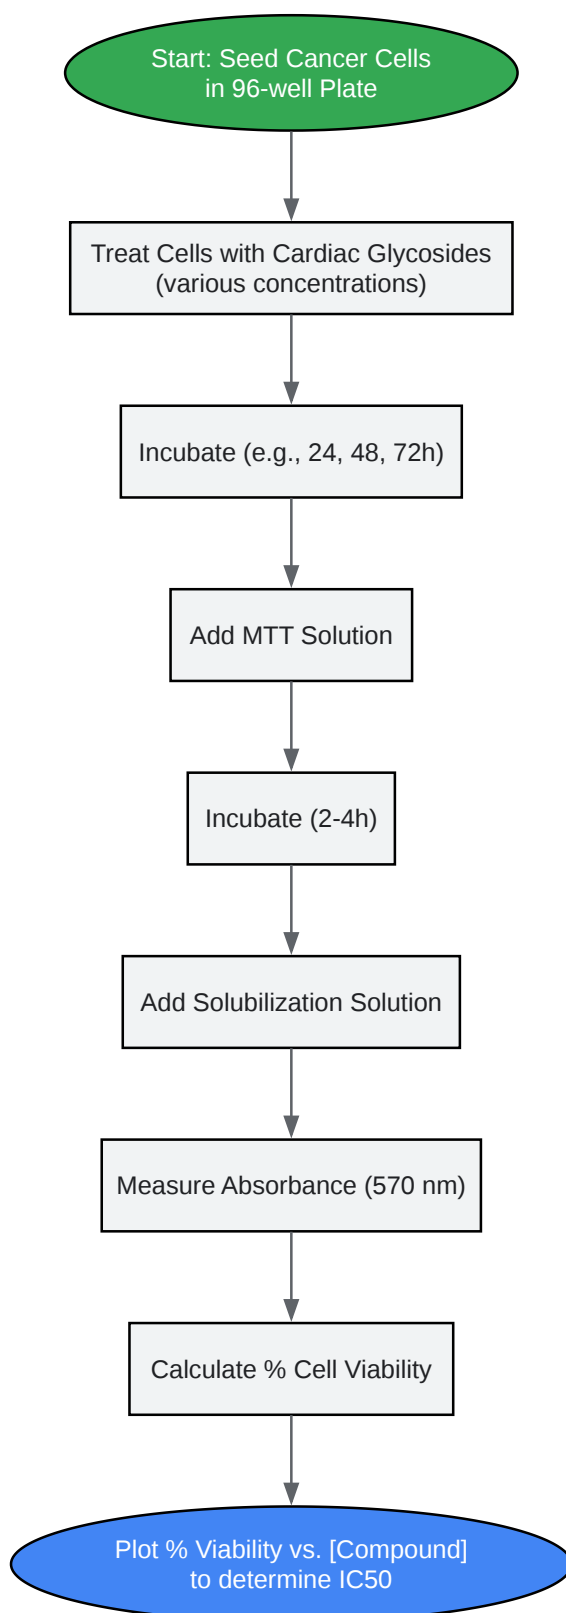 Start: Seed Cancer Cells
in 96-well Plate
Treat Cells with Cardiac Glycosides
(various concentrations)
Incubate (e.g., 24, 48, 72h)
Add MTT Solution
Incubate (2-4h)
Add Solubilization Solution
Measure Absorbance (570 nm)
Calculate % Cell Viability
Plot % Viability vs. [Compound]
to determine IC50